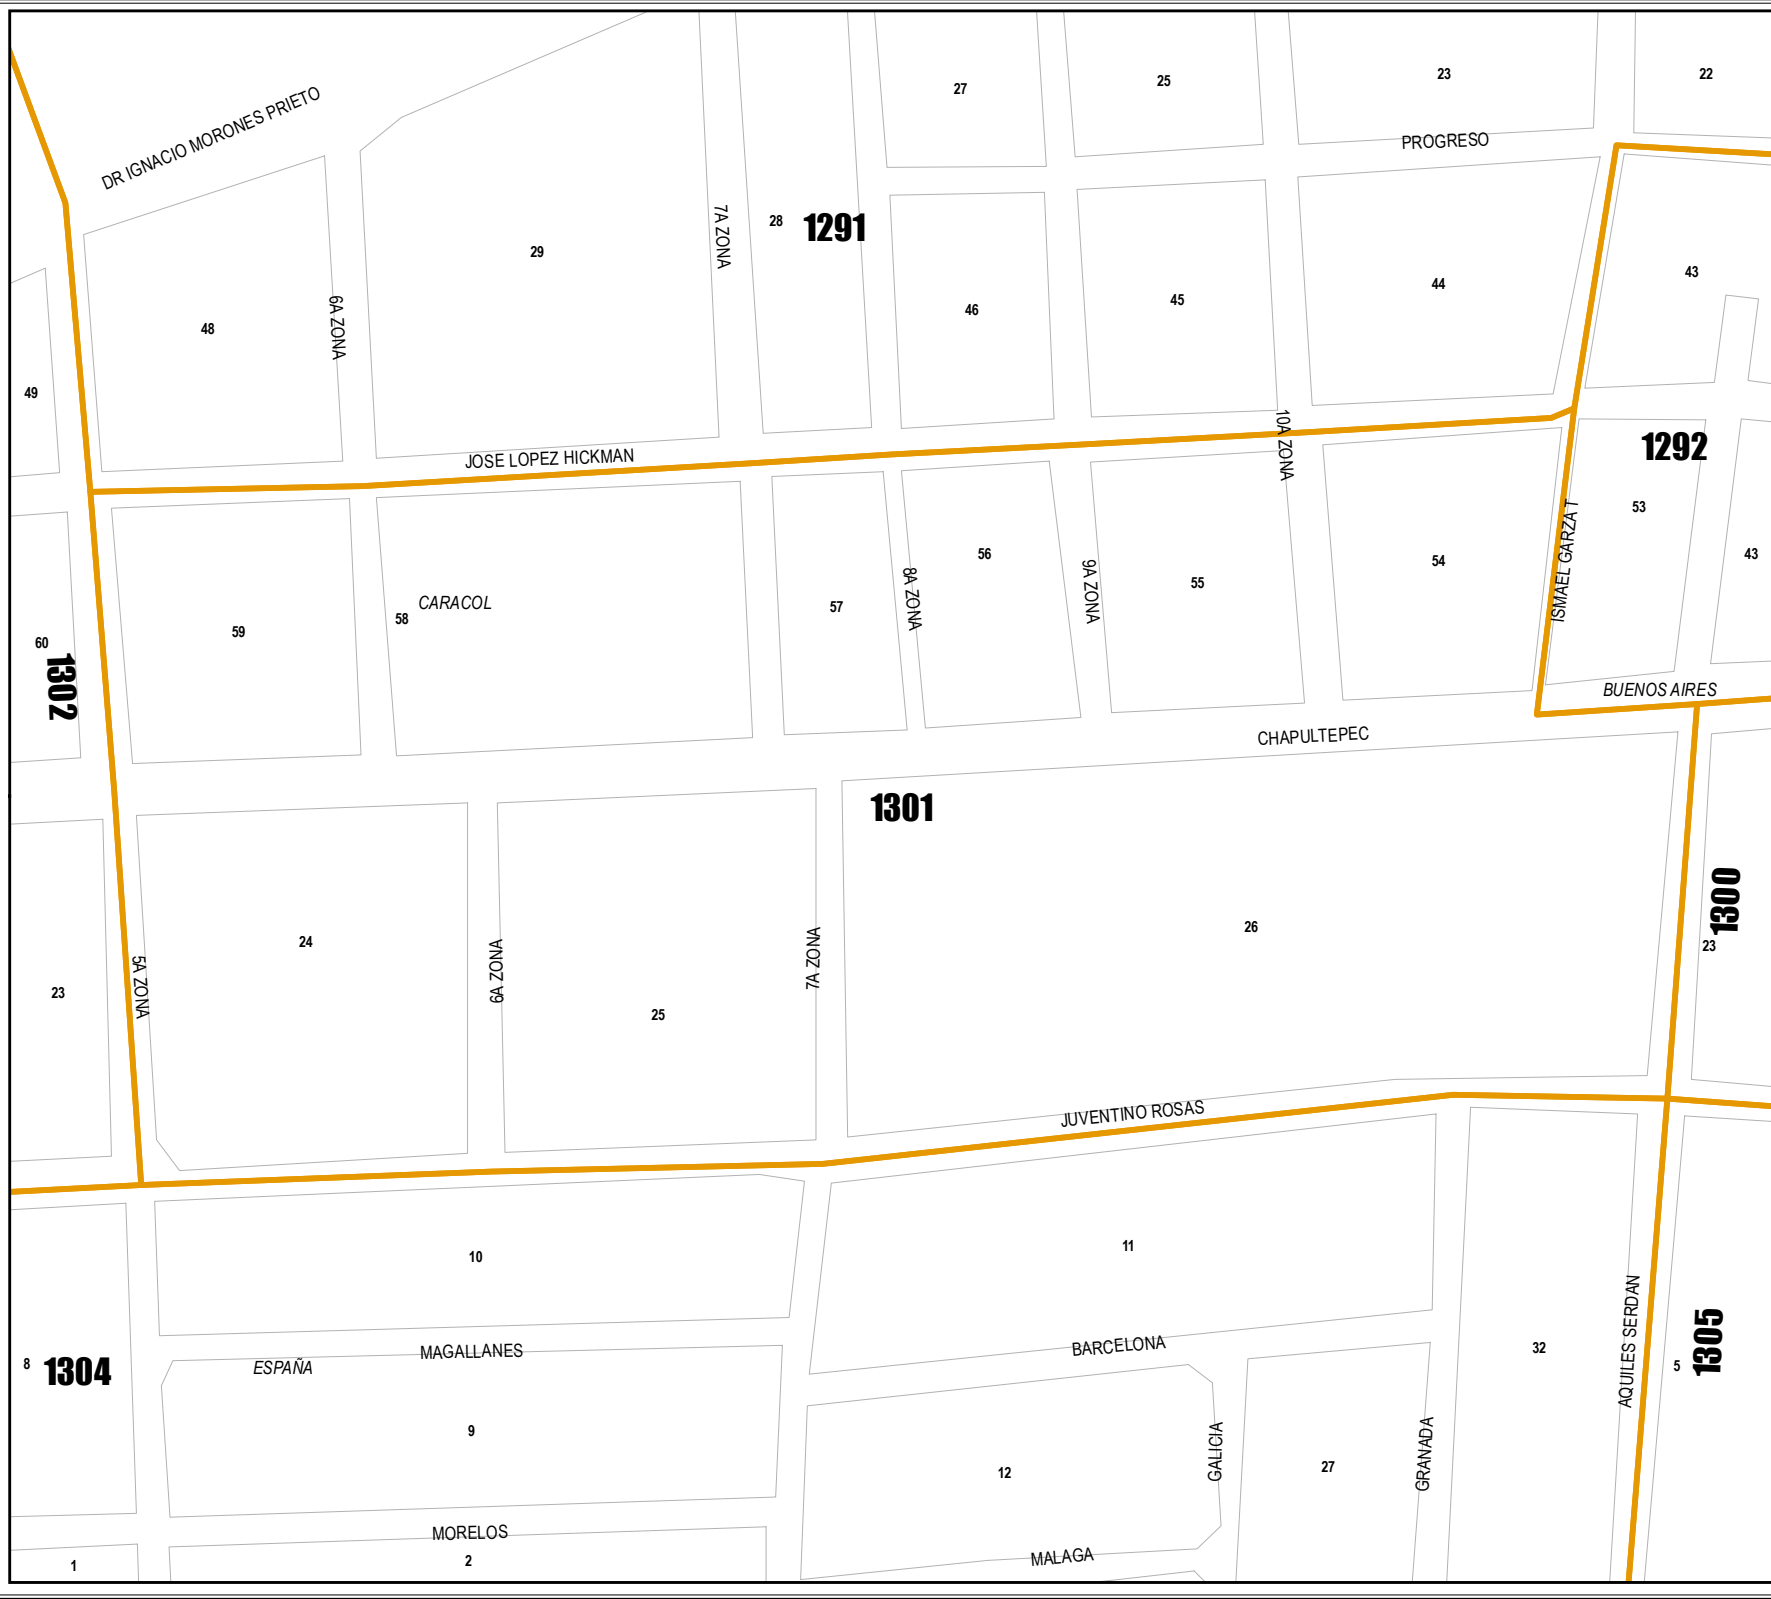 27
25
23
22
DR IGNACIO MORONES PRIETO
PROGRESO
7A ZONA
28
1291
29
43
6A ZONA
48
46
45
44
49
JOSE LOPEZ HICKMAN
10A ZONA
1292
53
ISMAEL GARZA T
56
54
43
CARACOL
58
59
57
8A ZONA
9A ZONA
55
60
1302
BUENOS AIRES
CHAPULTEPEC
1301
1300
26
23
24
6A ZONA
7A ZONA
5A ZONA
23
25
JUVENTINO ROSAS
10
11
MAGALLANES
BARCELONA
AQUILES SERDAN
32
1305
5
8
1304
ESPAÑA
9
12
GALICIA
27
GRANADA
MORELOS
MALAGA
1
2